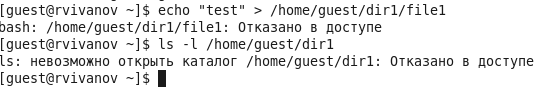 [guest@rvivanov ~]$ echo "test" > /home/guest/dir1/file1
bash: /home/guest/dir1/file1: Отказано в доступе
[guest@rvivanov ~]$ ls -l /home/guest/dir1
ls: невозможно открыть каталог /home/guest/dir1: Отказано в доступе
[guest@rvivanov ~]$